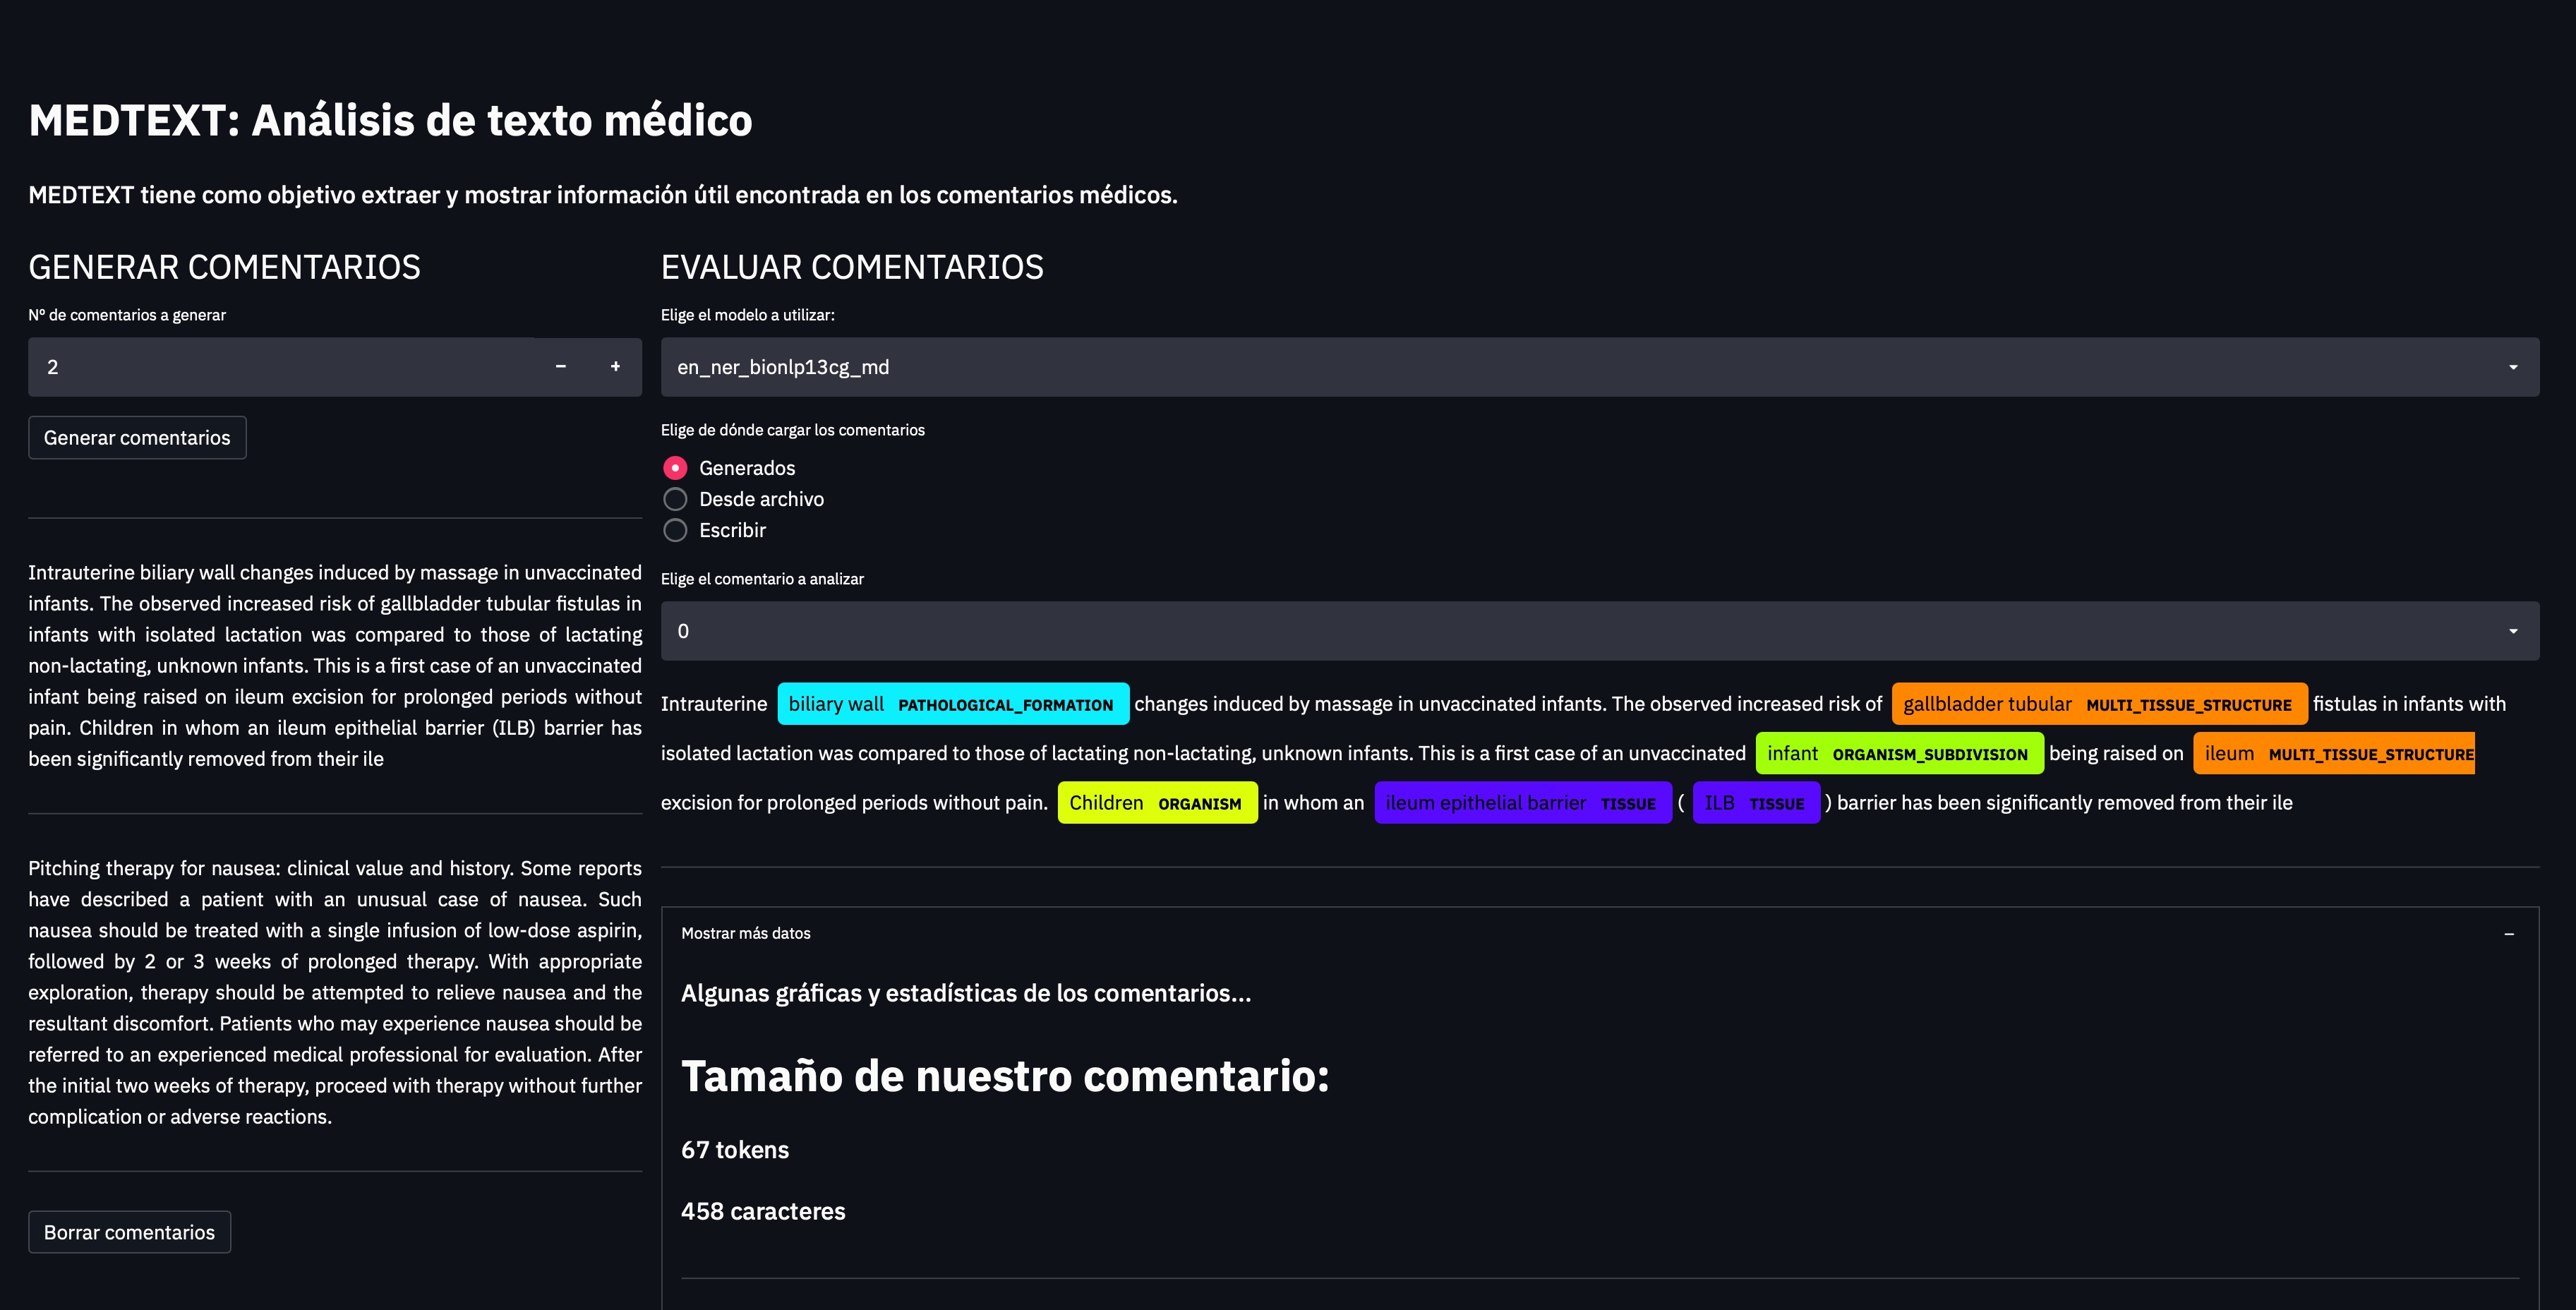 MEDTEXT: Análisis de texto médico
MEDTEXT tiene como objetivo extraer y mostrar información útil encontrada en los comentarios médicos.
GENERAR COMENTARIOS
Nº de comentarios a generar
2
− +
Generar comentarios
Intrauterine biliary wall changes induced by massage in unvaccinated
infants. The observed increased risk of gallbladder tubular fistulas in
infants with isolated lactation was compared to those of lactating
non-lactating, unknown infants. This is a first case of an unvaccinated
infant being raised on ileum excision for prolonged periods without
pain. Children in whom an ileum epithelial barrier (ILB) barrier has
been significantly removed from their ile
Pitching therapy for nausea: clinical value and history. Some reports
have described a patient with an unusual case of nausea. Such
nausea should be treated with a single infusion of low-dose aspirin,
followed by 2 or 3 weeks of prolonged therapy. With appropriate
exploration, therapy should be attempted to relieve nausea and the
resultant discomfort. Patients who may experience nausea should be
referred to an experienced medical professional for evaluation. After
the initial two weeks of therapy, proceed with therapy without further
complication or adverse reactions.
Borrar comentarios
EVALUAR COMENTARIOS
Elige el modelo a utilizar:
en_ner_bionlp13cg_md
Elige de dónde cargar los comentarios
Generados
Desde archivo
Escribir
Elige el comentario a analizar
0
Intrauterine biliary wall PATHOLOGICAL_FORMATION changes induced by massage in unvaccinated infants. The observed increased risk of gallbladder tubular MULTI_TISSUE_STRUCTURE fistulas in infants with
isolated lactation was compared to those of lactating non-lactating, unknown infants. This is a first case of an unvaccinated infant ORGANISM_SUBDIVISION being raised on ileum MULTI_TISSUE_STRUCTURE
excision for prolonged periods without pain. Children ORGANISM in whom an ileum epithelial barrier TISSUE ( ILB TISSUE ) barrier has been significantly removed from their ile
Mostrar más datos −
Algunas gráficas y estadísticas de los comentarios...
Tamaño de nuestro comentario:
67 tokens
458 caracteres